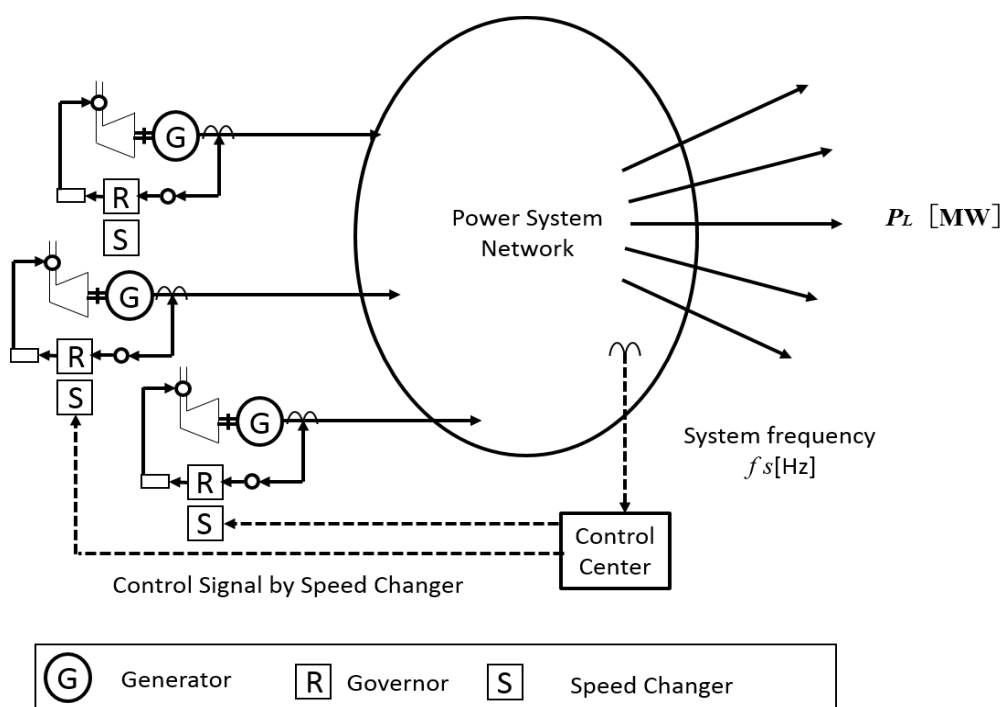 G
R
S
G
R
S
G
R
S
Power System
Network
PL [MW]
System frequency
f s[Hz]
Control
Center
Control Signal by Speed Changer
G Generator R Governor S Speed Changer